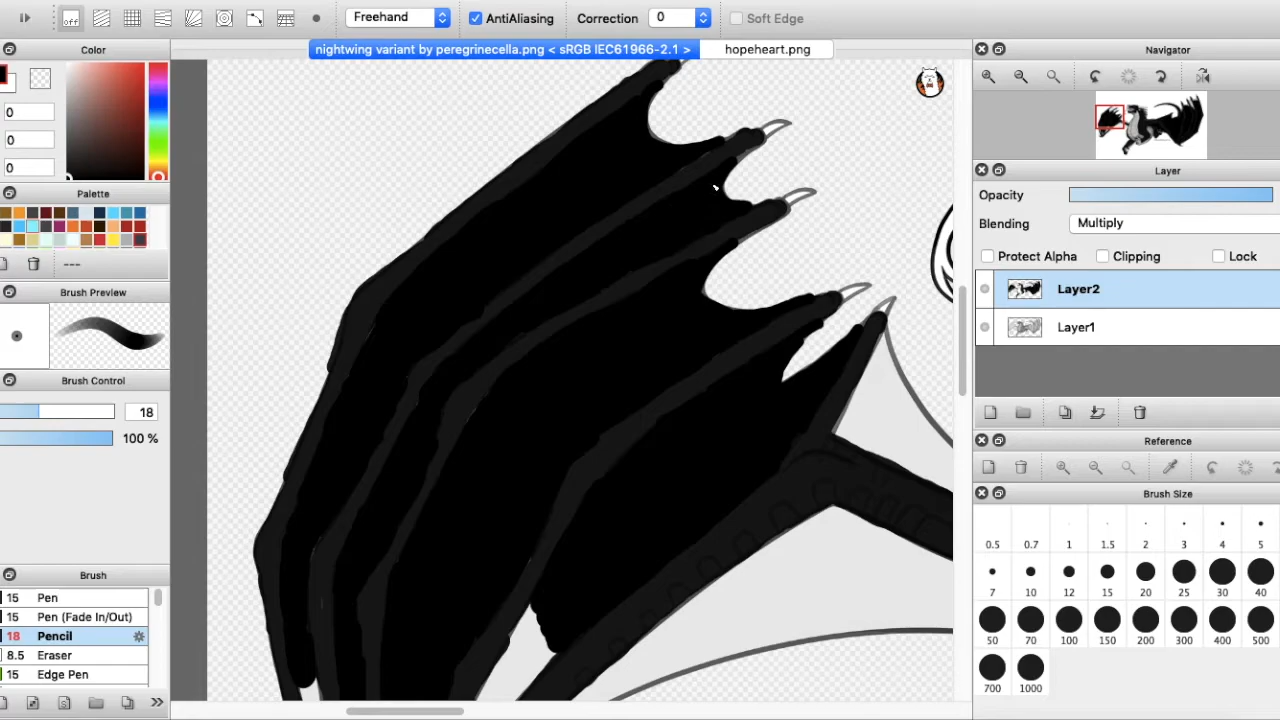 off
Freehand
AntiAliasing
Correction
0
Soft Edge
nightwing variant by peregrinecella.png < sRGB IEC61966-2.1 >
hopeheart.png
Color
0
0
0
Palette
---
Brush Preview
Brush Control
18
100 %
Brush
15 Pen
15 Pen (Fade In/Out)
18 Pencil
8.5 Eraser
15 Edge Pen
Navigator
Layer
Opacity
Blending
Multiply
Protect Alpha
Clipping
Lock
Layer2
Layer1
Reference
Brush Size
0.5 0.7 1 1.5 2 3 4 5
7 10 12 15 20 25 30 40
50 70 100 150 200 300 400 500
700 1000